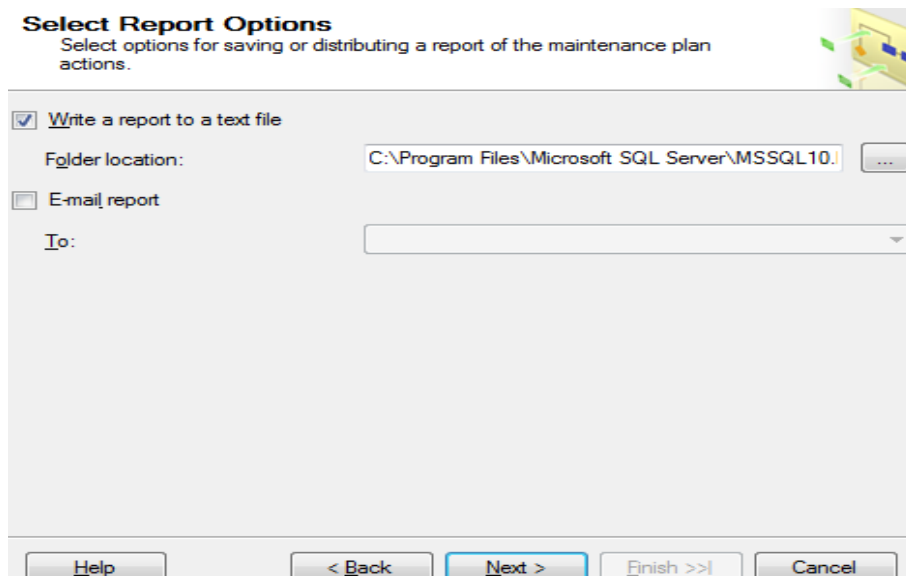 Select Report Options
Select options for saving or distributing a report of the maintenance plan
actions.
Write a report to a text file
Folder location: C:\Program Files\Microsoft SQL Server\MSSQL10. ...
E-mail report
To:
Help < Back Next > Finish >>| Cancel